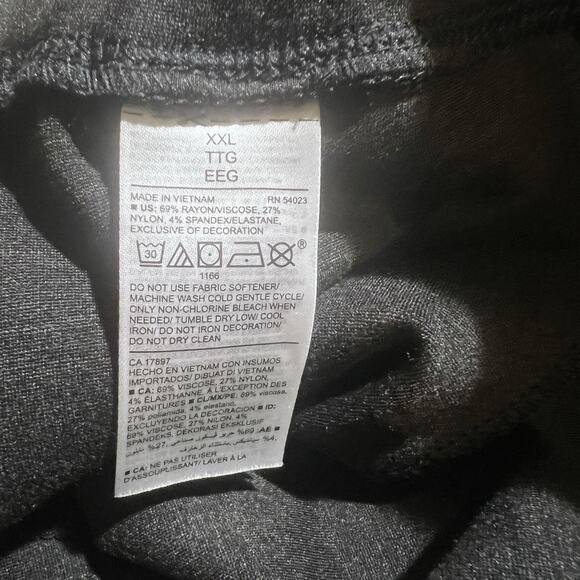 XXL
TTG
EEG
MADE IN VIETNAM RN 54023
■ US: 69% RAYON/VISCOSE, 27%
NYLON, 4% SPANDEX/ELASTANE,
EXCLUSIVE OF DECORATION
30 ®
1166
DO NOT USE FABRIC SOFTENER/
MACHINE WASH COLD GENTLE CYCLE/
ONLY NON-CHLORINE BLEACH WHEN
NEEDED/ TUMBLE DRY LOW/ COOL
IRON/ DO NOT IRON DECORATION/
DO NOT DRY CLEAN
CA 17897
HECHO EN VIETNAM CON INSUMOS
IMPORTADOS/ DIBUAT DI VIETNAM
■ CA: 69% VISCOSE, 27% NYLON,
4% ÉLASTHANNE, À L'EXCEPTION DES
GARNITURES ■ CL/MX/PE: 69% viscosa,
27% poliamida, 4% elastano,
EXCLUYENDO LA DECORACION ■ ID:
69% VISCOSE, 27% NILON, 4%
SPANDEKS, DEKORASI EKSKLUSIF
■ AE: 69%
4%
■ CA: NE PAS UTILISER
D'ASSOUPLISSANT/ LAVER À LA